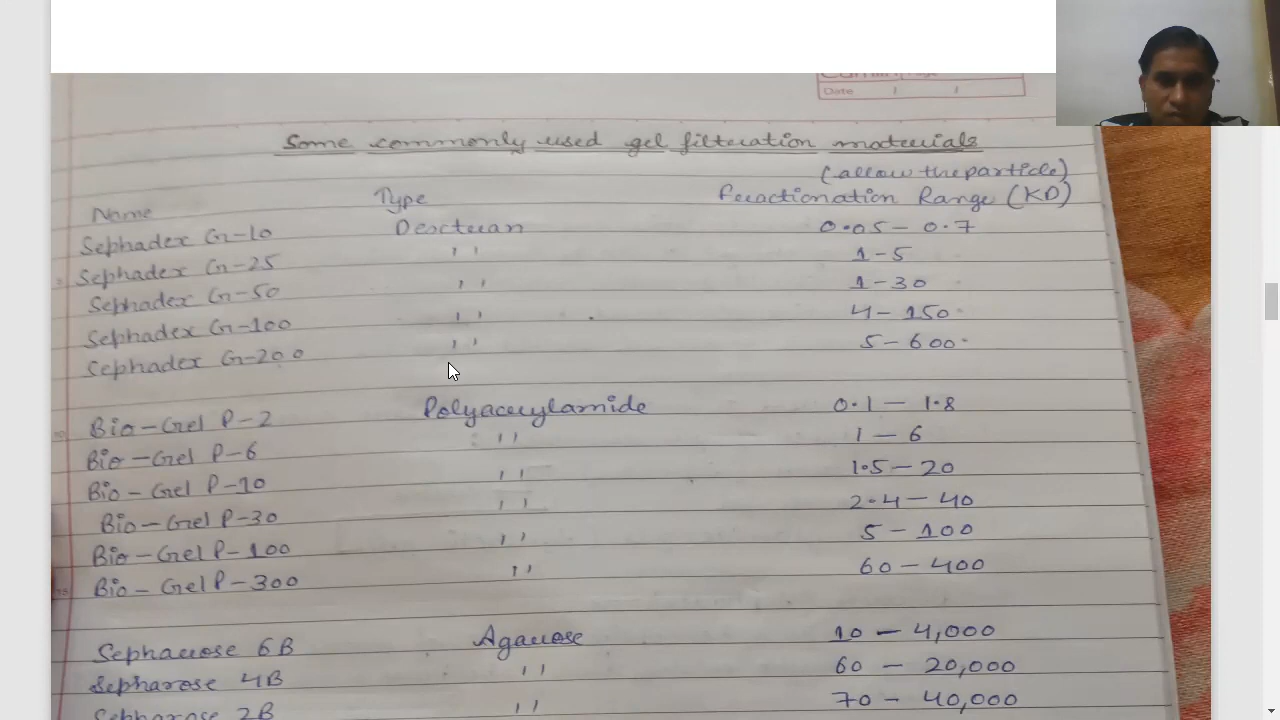 Date
Some commonly used gel filteration materials
(allow the particle)
Name Type Fractionation Range (KD)
Sephadex G-10 Dextran 0.05 - 0.7
Sephadex G-25 '' 1-5
Sephadex G-50 '' 1-30
Sephadex G-100 '' 4-150
Sephadex G-200 '' 5-600
Bio-Gel P-2 Polyacrylamide 0.1 - 1.8
Bio-Gel P-6 '' 1 - 6
Bio-Gel P-10 '' 1.5 - 20
Bio-Gel P-30 '' 2.4 - 40
Bio-Gel P-100 '' 5 - 100
Bio-Gel P-300 '' 60 - 400
Sepharose 6B Agarose 10 - 4,000
Sepharose 4B '' 60 - 20,000
Sepharose 2B '' 70 - 40,000